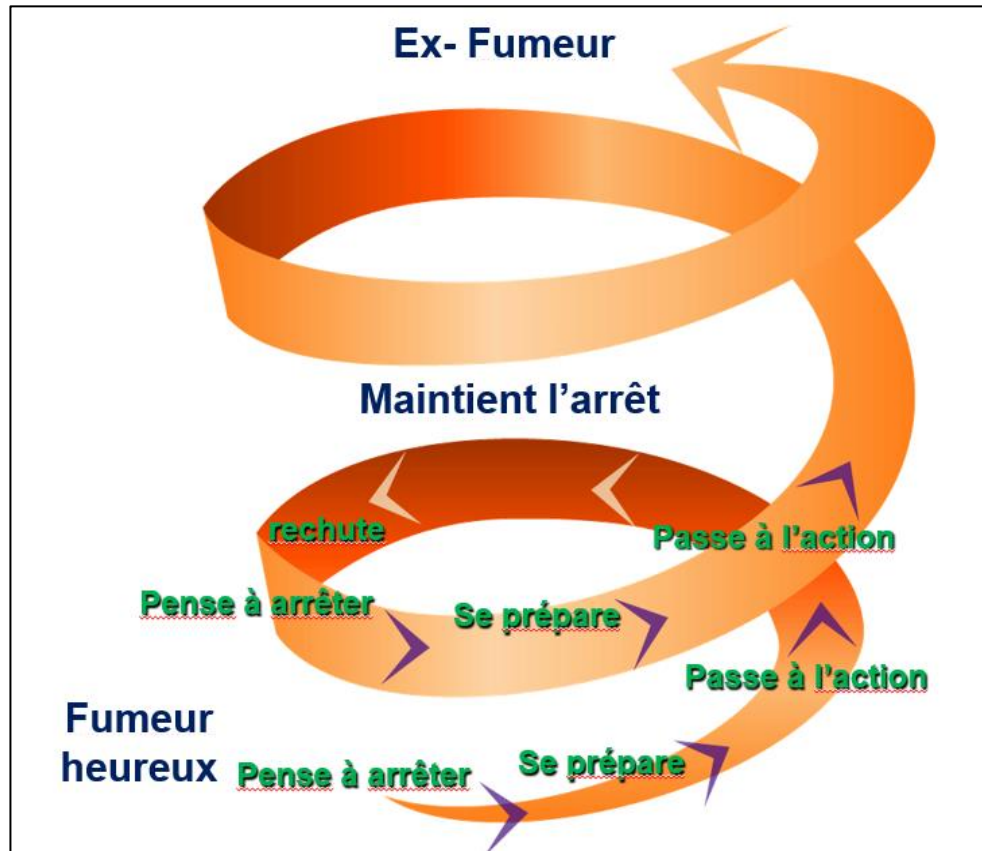 Ex- Fumeur
Maintient l'arrêt
rechute
Passe à l'action
Pense à arrêter
Se prépare
Passe à l'action
Fumeur
heureux
Pense à arrêter
Se prépare